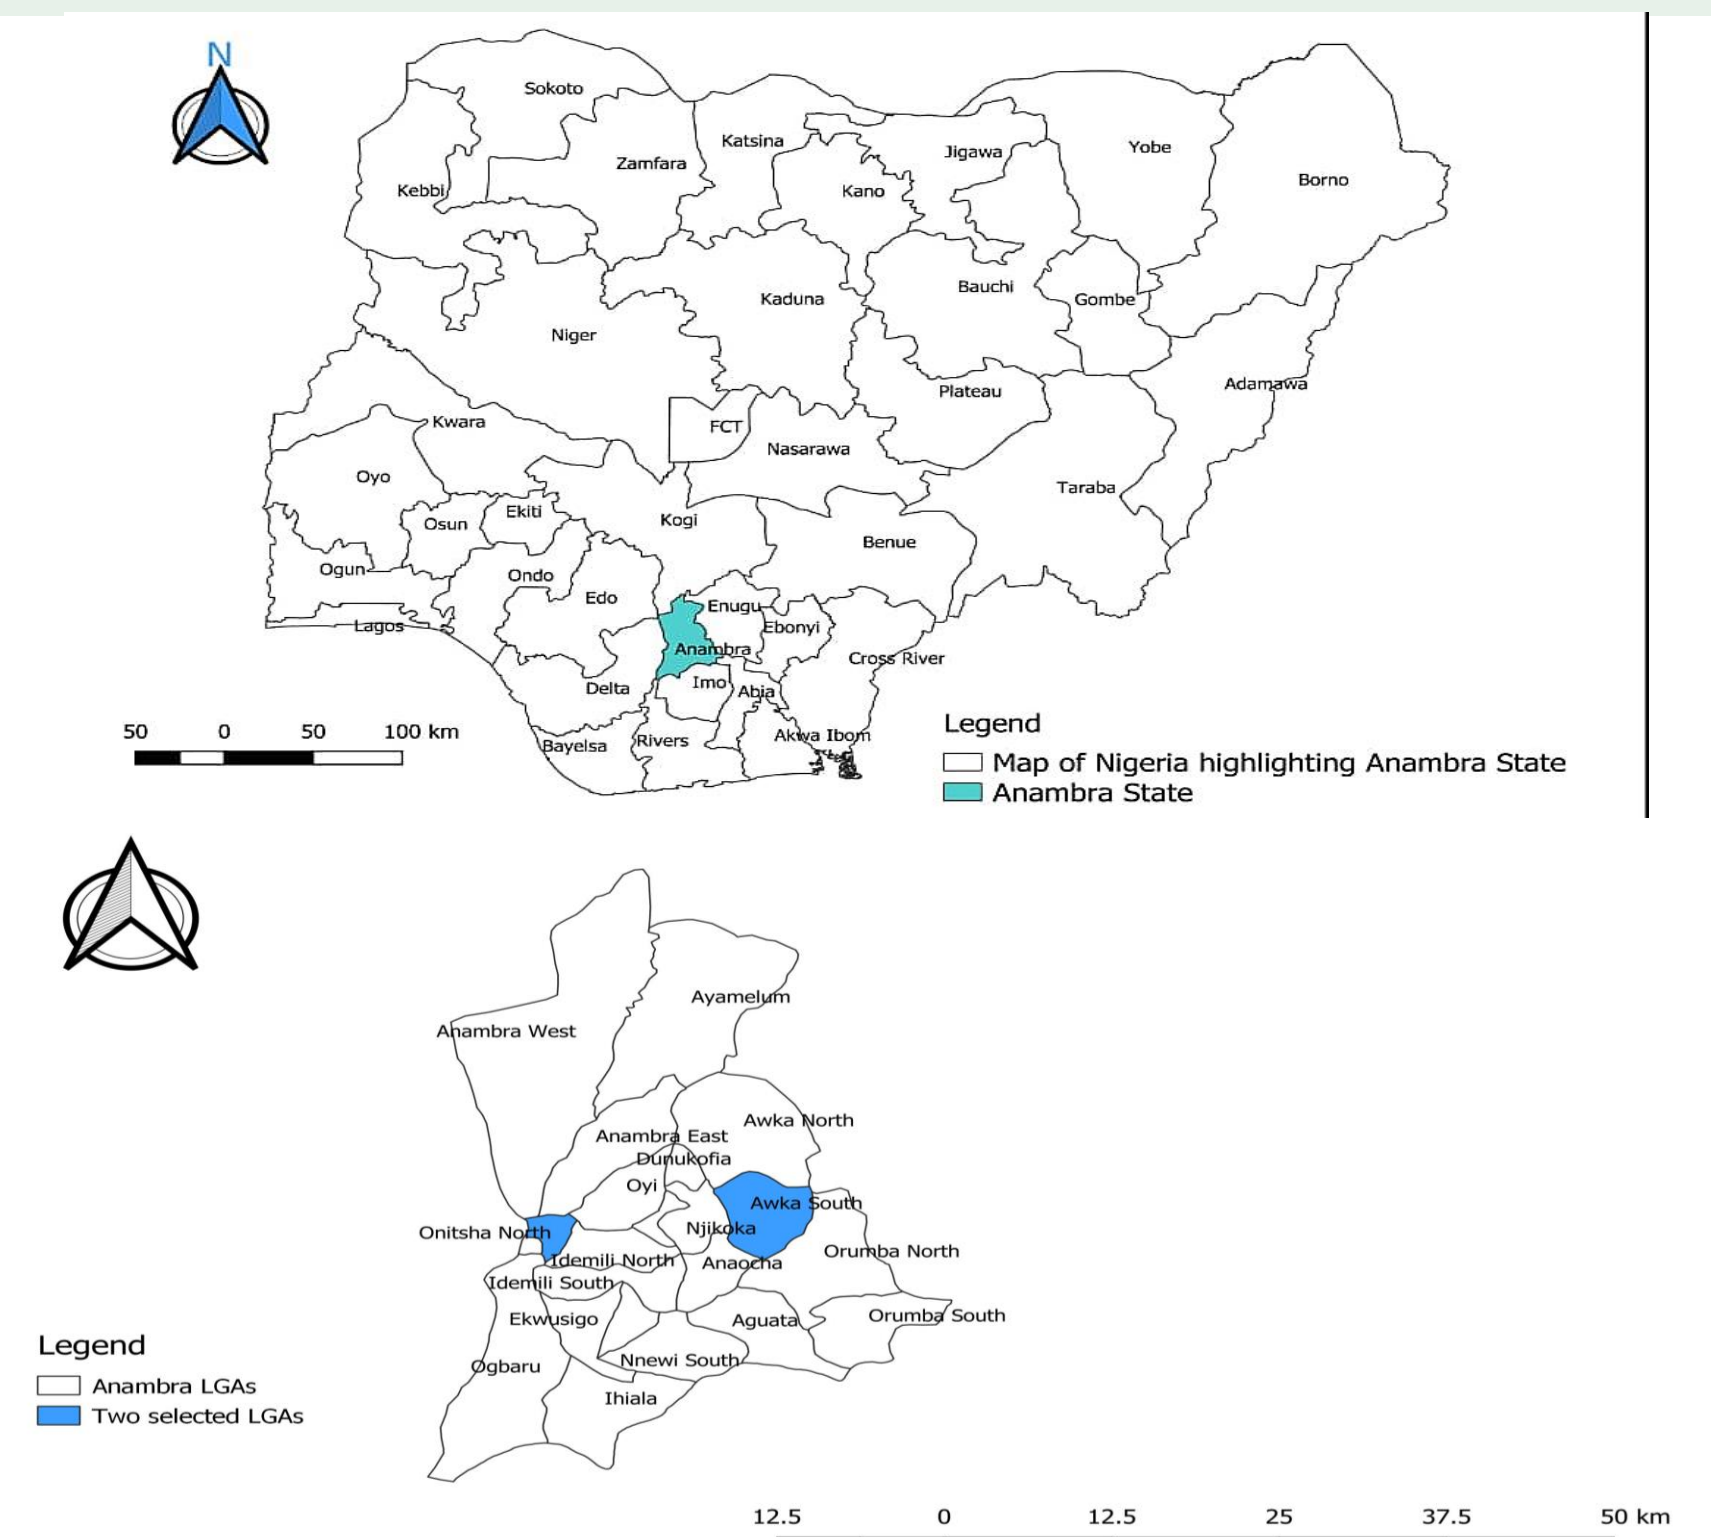 N
Sokoto
Katsina
Zamfara
Jigawa
Yobe
Kebbi
Kano
Borno
Bauchi
Kaduna
Gombe
Niger
Adamawa
Plateau
Kwara
FCT
Nasarawa
Oyo
Taraba
Ekiti
Osun
Kogi
Benue
Ogun
Ondo
Edo
Enugu
Lagos
Ebonyi
Anambra
Cross River
Delta
Imo
Abia
Bayelsa
Rivers
Akwa Ibom
50 0 50 100 km
Legend
Map of Nigeria highlighting Anambra State
Anambra State
Ayamelum
Anambra West
Awka North
Anambra East
Dunukofia
Oyi
Awka South
Onitsha North
Njikoka
Orumba North
Idemili North
Anaocha
Idemili South
Ekwusigo
Aguata
Orumba South
Ogbaru
Nnewi South
Ihiala
Legend
Anambra LGAs
Two selected LGAs
12.5 0 12.5 25 37.5 50 km